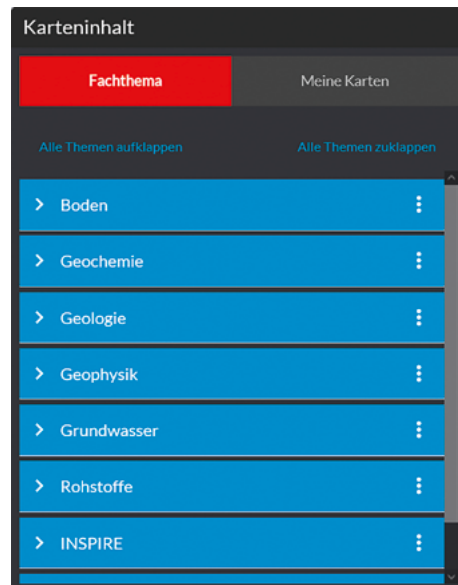 Karteninhalt
Fachthema Meine Karten
Alle Themen aufklappen Alle Themen zuklappen
Boden
Geochemie
Geologie
Geophysik
Grundwasser
Rohstoffe
INSPIRE